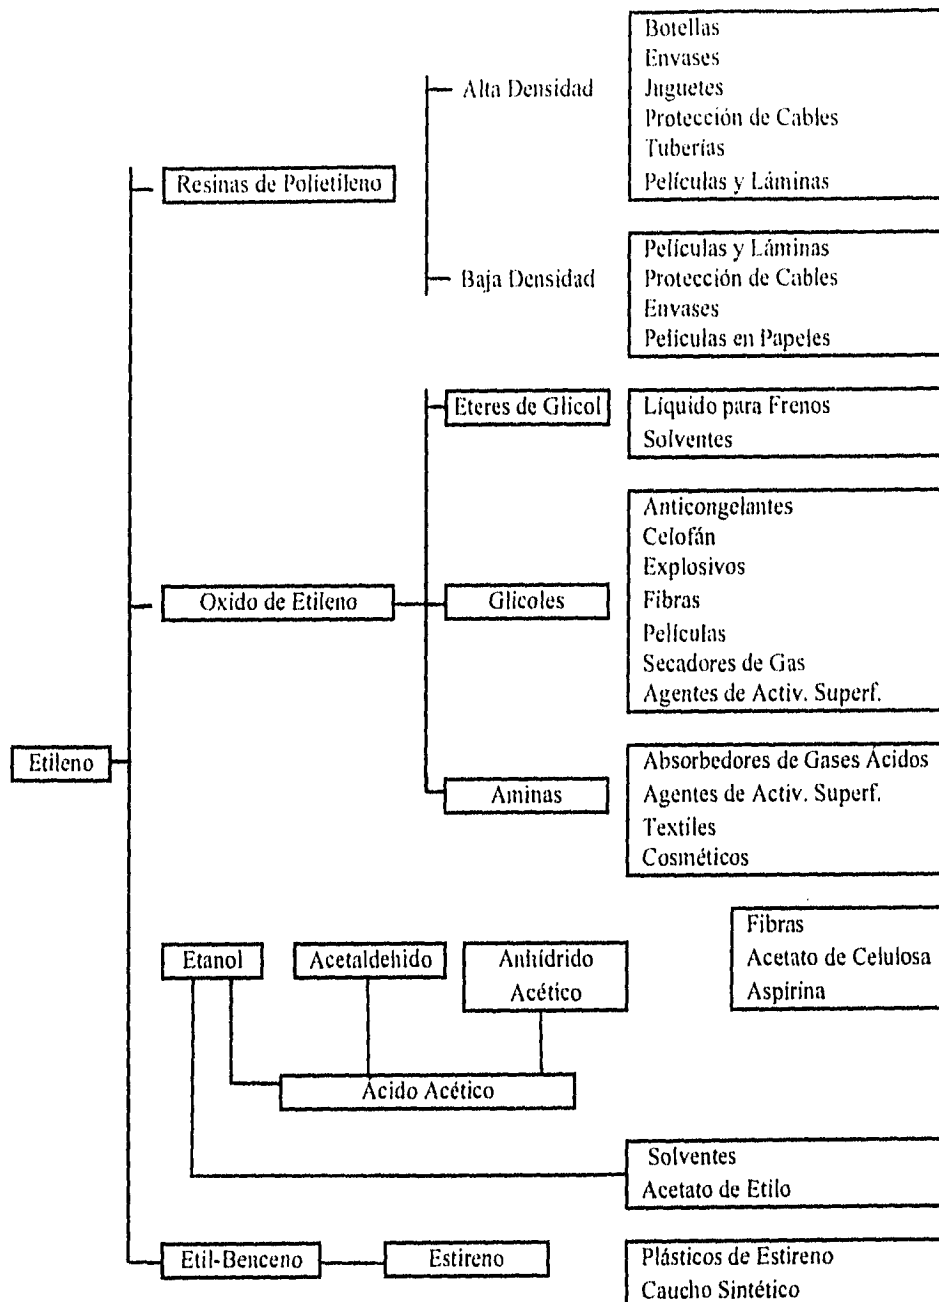 Botellas
Envases
Alta Densidad
Juguetes
Protección de Cables
Tuberías
Resinas de Polietileno
Películas y Láminas
Películas y Láminas
Baja Densidad
Protección de Cables
Envases
Películas en Papeles
Eteres de Glicol
Líquido para Frenos
Solventes
Anticongelantes
Celofán
Explosivos
Oxido de Etileno
Glicoles
Fibras
Películas
Secadores de Gas
Agentes de Activ. Superf.
Etileno
Absorbedores de Gases Ácidos
Aminas
Agentes de Activ. Superf.
Textíles
Cosméticos
Fibras
Etanol
Acetaldehido
Anhídrido
Acético
Acetato de Celulosa
Aspirina
Acido Acético
Solventes
Acetato de Etilo
Etil-Benceno
Estireno
Plásticos de Estireno
Caucho Sintético